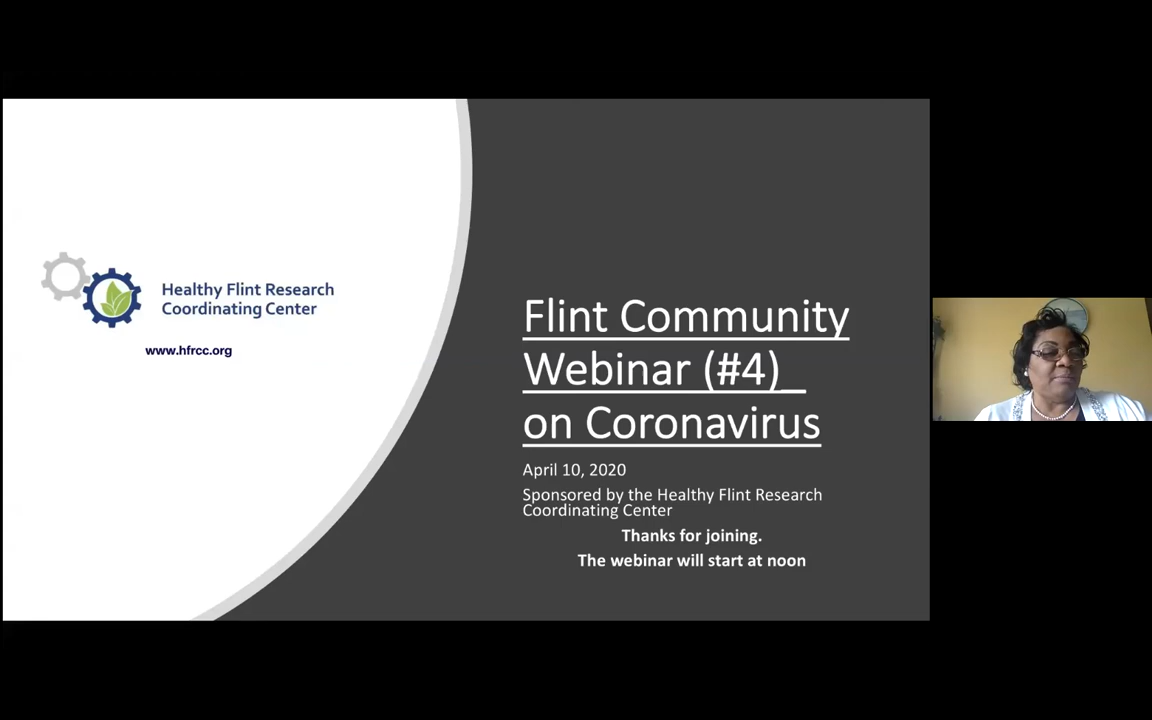 Healthy Flint Research
Coordinating Center
www.hfrcc.org
Flint Community
Webinar (#4)_
on Coronavirus
April 10, 2020
Sponsored by the Healthy Flint Research
Coordinating Center
Thanks for joining.
The webinar will start at noon